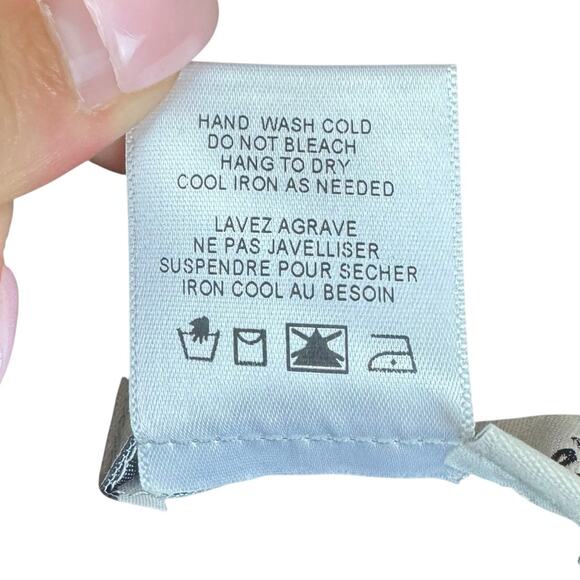 HAND WASH COLD
DO NOT BLEACH
HANG TO DRY
COOL IRON AS NEEDED
LAVEZ AGRAVE
NE PAS JAVELLISER
SUSPENDRE POUR SECHER
IRON COOL AU BESOIN